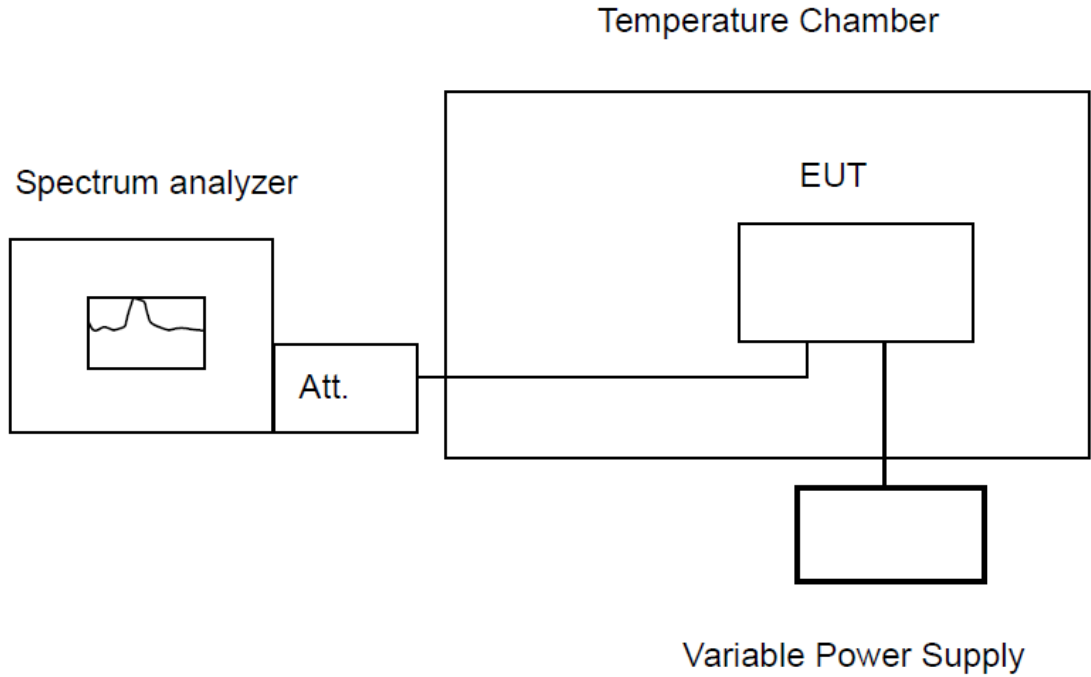 Temperature Chamber
Spectrum analyzer
EUT
Att.
Variable Power Supply